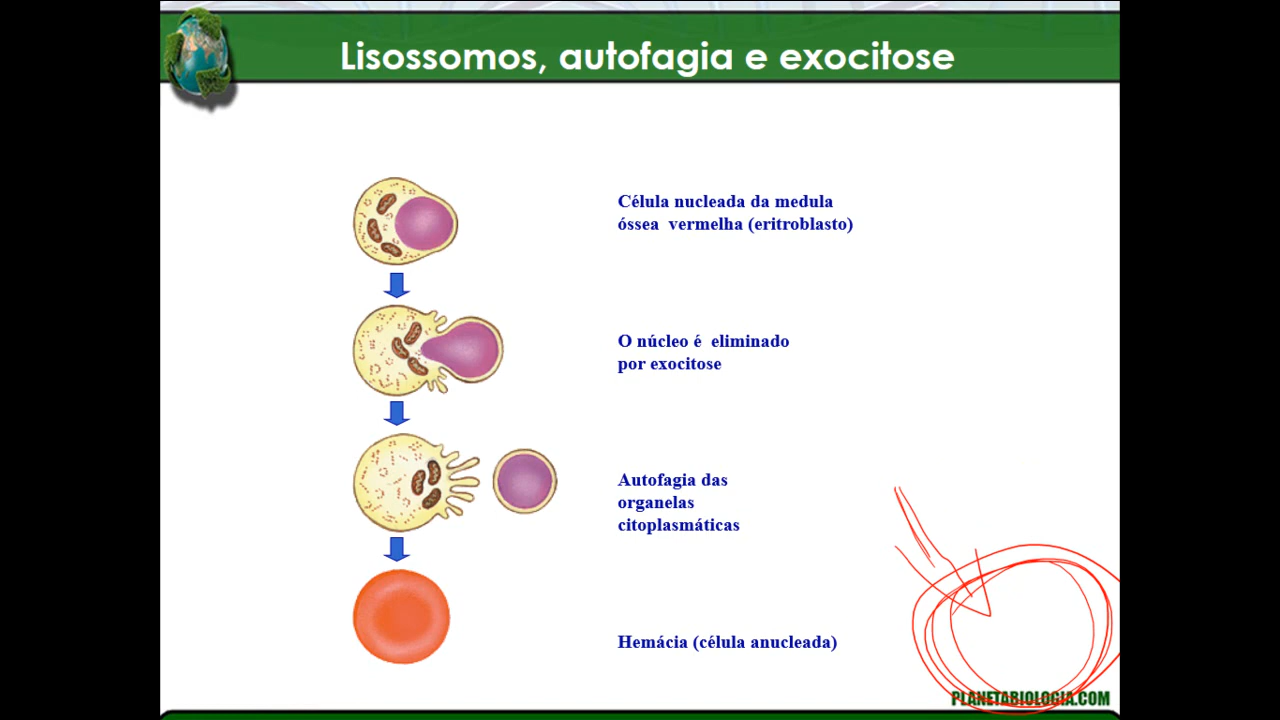 Lisossomos, autofagia e exocitose
Célula nucleada da medula
óssea vermelha (eritroblasto)
O núcleo é eliminado
por exocitose
Autofagia das
organelas
citoplasmáticas
Hemácia (célula anucleada)
PLANETABIOLOGIA.COM